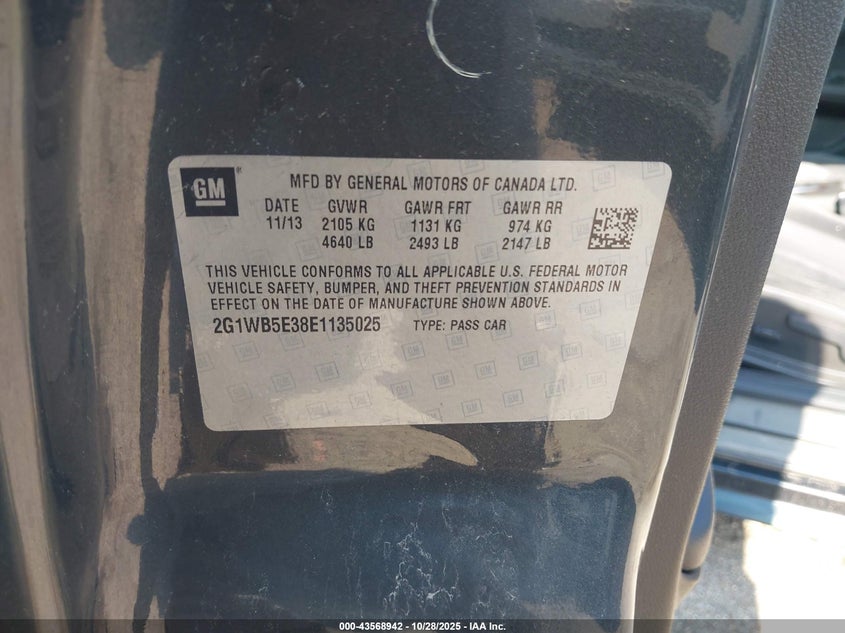 GM
MFD BY GENERAL MOTORS OF CANADA LTD.
DATE GVWR GAWR FRT GAWR RR
11/13 2105 KG 1131 KG 974 KG
4640 LB 2493 LB 2147 LB
THIS VEHICLE CONFORMS TO ALL APPLICABLE U.S. FEDERAL MOTOR
VEHICLE SAFETY, BUMPER, AND THEFT PREVENTION STANDARDS IN
EFFECT ON THE DATE OF MANUFACTURE SHOWN ABOVE.
2G1WB5E38E1135025 TYPE: PASS CAR
000-43568942 | 10/28/2025 - IAA Inc.